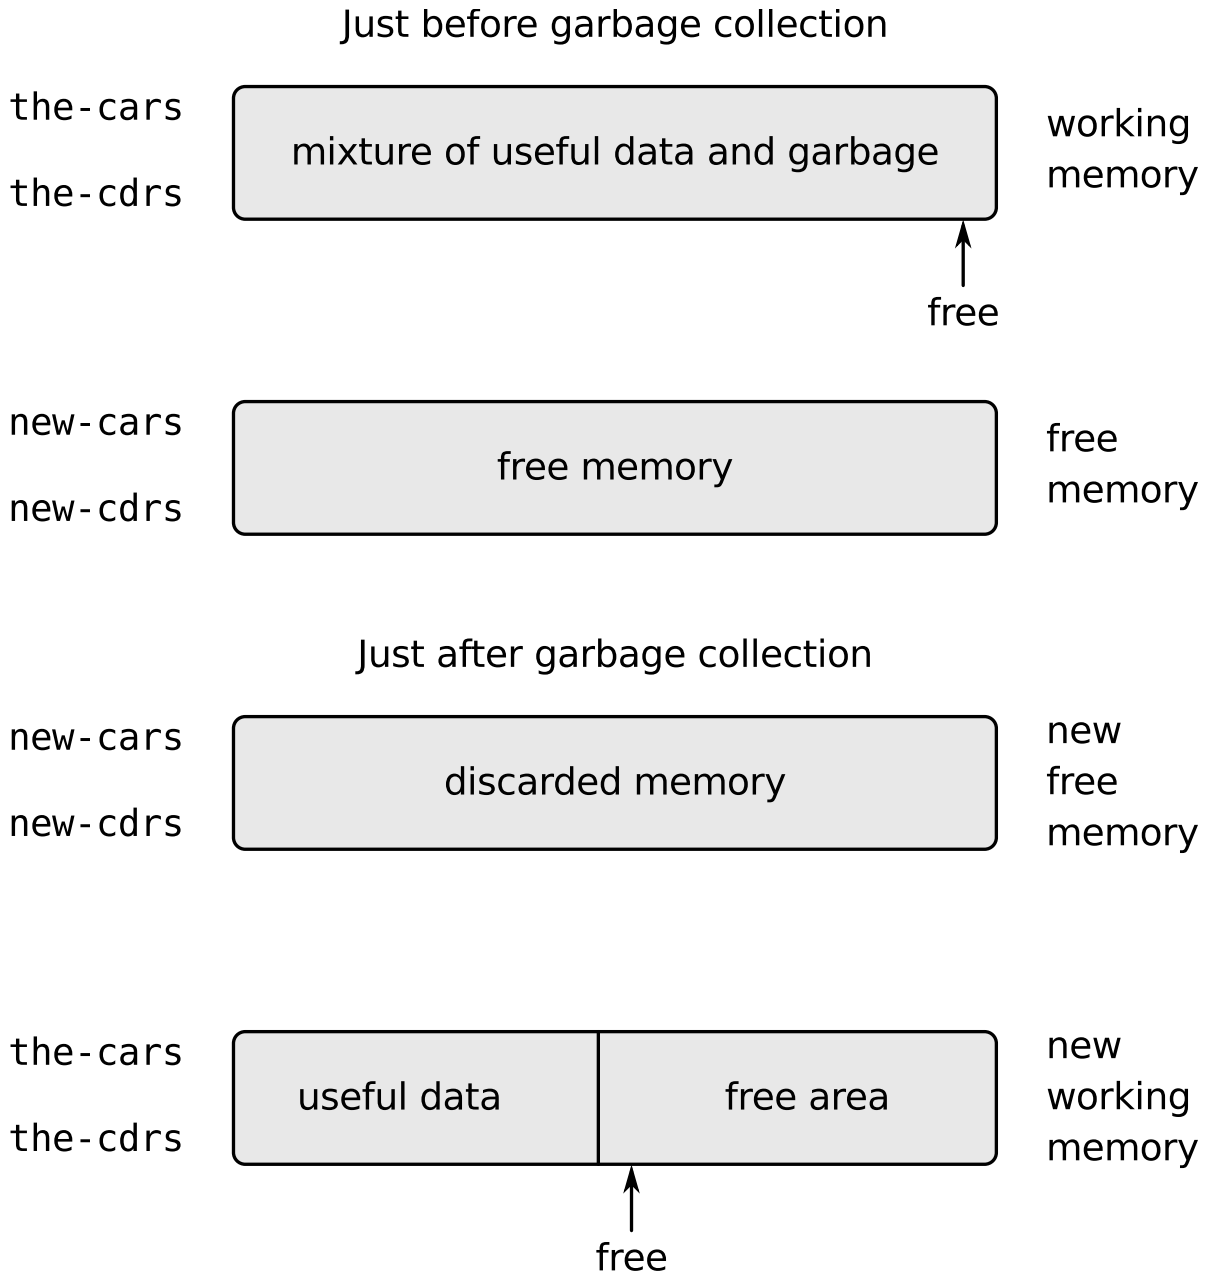 Just before garbage collection
the-cars
the-cdrs
mixture of useful data and garbage
working
memory
free
new-cars
new-cdrs
free memory
free
memory
Just after garbage collection
new-cars
new-cdrs
discarded memory
new
free
memory
the-cars
the-cdrs
useful data
free area
new
working
memory
free